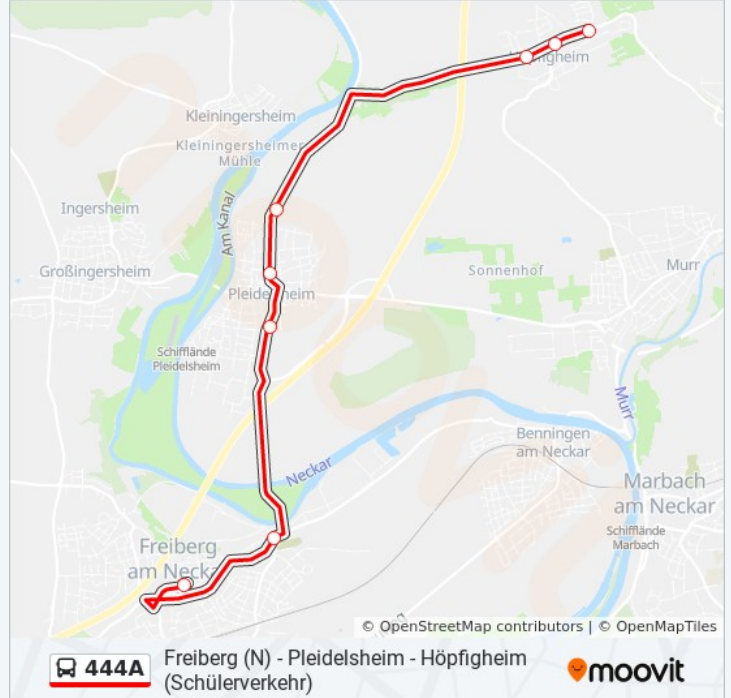 Höpfigheim
Kleiningersheim
Kleiningersheimer
Mühle
Am Kanal
Ingersheim
Großingersheim
Sonnenhof
Murr
Pleidelsheim
Schifflände
Pleidelsheim
Murr
Benningen
am Neckar
Neckar
Marbach
am Neckar
Schifflände
Marbach
Freiberg
am Neckar
© OpenStreetMap contributors | © OpenMapTiles
444A
Freiberg (N) - Pleidelsheim - Höpfigheim
(Schülerverkehr)
moovit